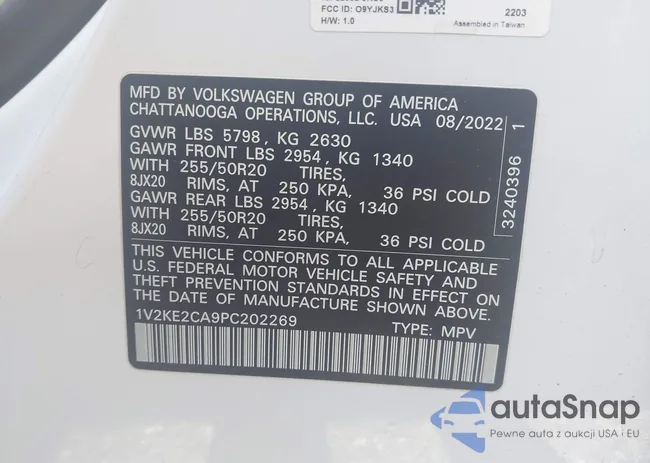 FCC ID: O9YJKS3
H/W: 1.0
2203
Assembled in Taiwan
MFD BY VOLKSWAGEN GROUP OF AMERICA
CHATTANOOGA OPERATIONS, LLC. USA 08/2022
GVWR LBS 5798, KG 2630
GAWR FRONT LBS 2954, KG 1340
WITH 255/50R20 TIRES,
8JX20 RIMS, AT 250 KPA, 36 PSI COLD
GAWR REAR LBS 2954, KG 1340
WITH 255/50R20 TIRES,
8JX20 RIMS, AT 250 KPA, 36 PSI COLD
THIS VEHICLE CONFORMS TO ALL APPLICABLE
U.S. FEDERAL MOTOR VEHICLE SAFETY AND
THEFT PREVENTION STANDARDS IN EFFECT ON
THE DATE OF MANUFACTURE SHOWN ABOVE.
1V2KE2CA9PC202269
TYPE: MPV
3240396 1
autaSnap
Pewne auta z aukcji USA i EU